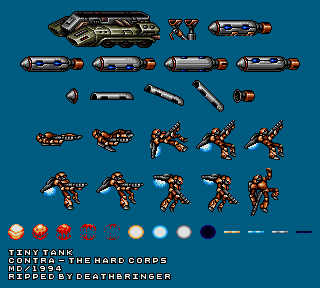 TINY TANK
CONTRA - THE HARD CORPS
MD/1994
RIPPED BY DEATHBRINGER